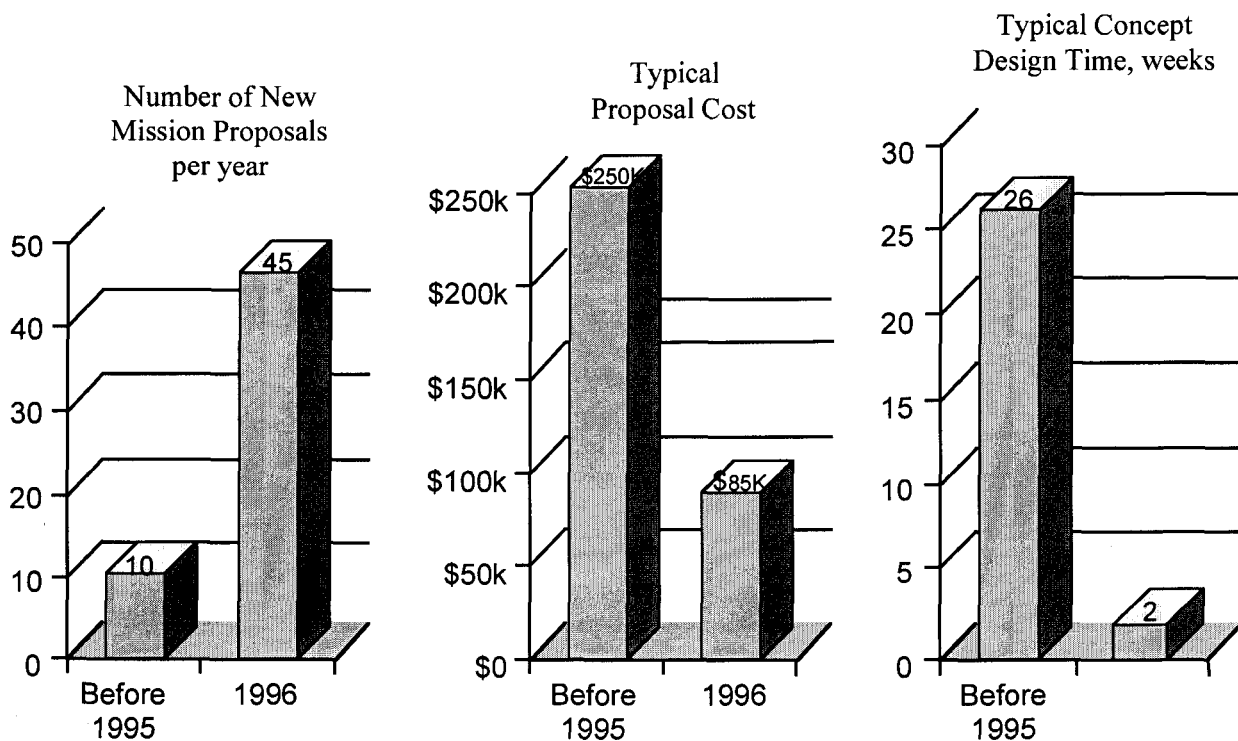 Number of New
Mission Proposals
per year
50
40
30
20
10
0
10
45
Before
1995
1996
Typical
Proposal Cost
$250k
$200k
$150k
$100k
$50k
$0
$250K
$85K
Before
1995
1996
Typical Concept
Design Time, weeks
30
25
20
15
10
5
0
26
2
Before
1995